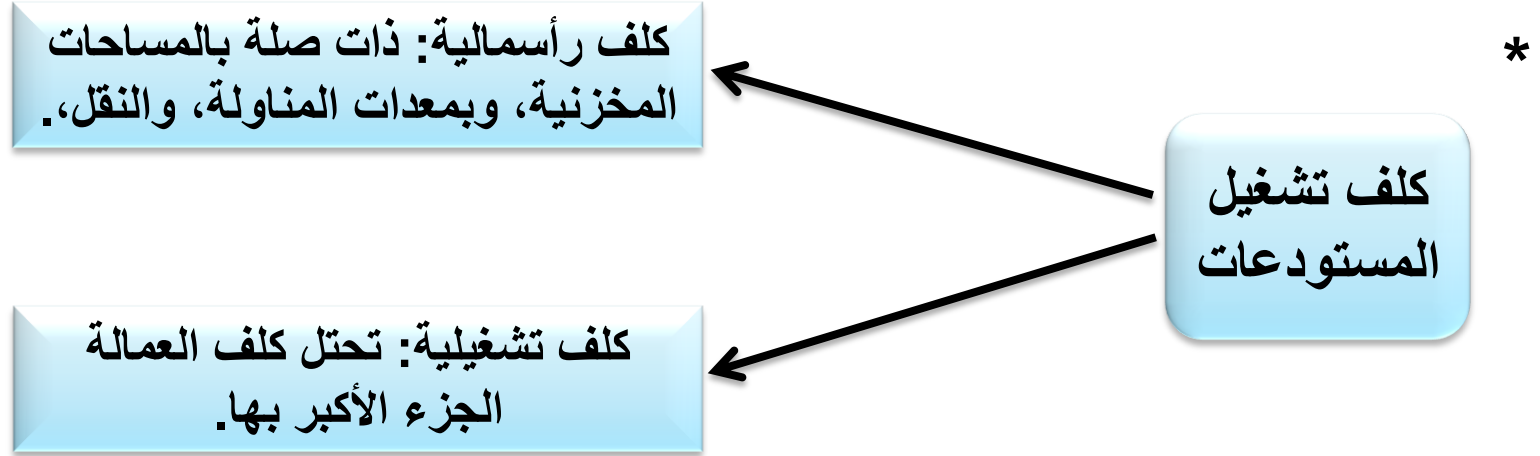 *
كلف تشغيل
المستودعات
كلف رأسمالية: ذات صلة بالمساحات
المخزنية، وبمعدات المناولة، والنقل،.
كلف تشغيلية: تحتل كلف العمالة
الجزء الأكبر بها.